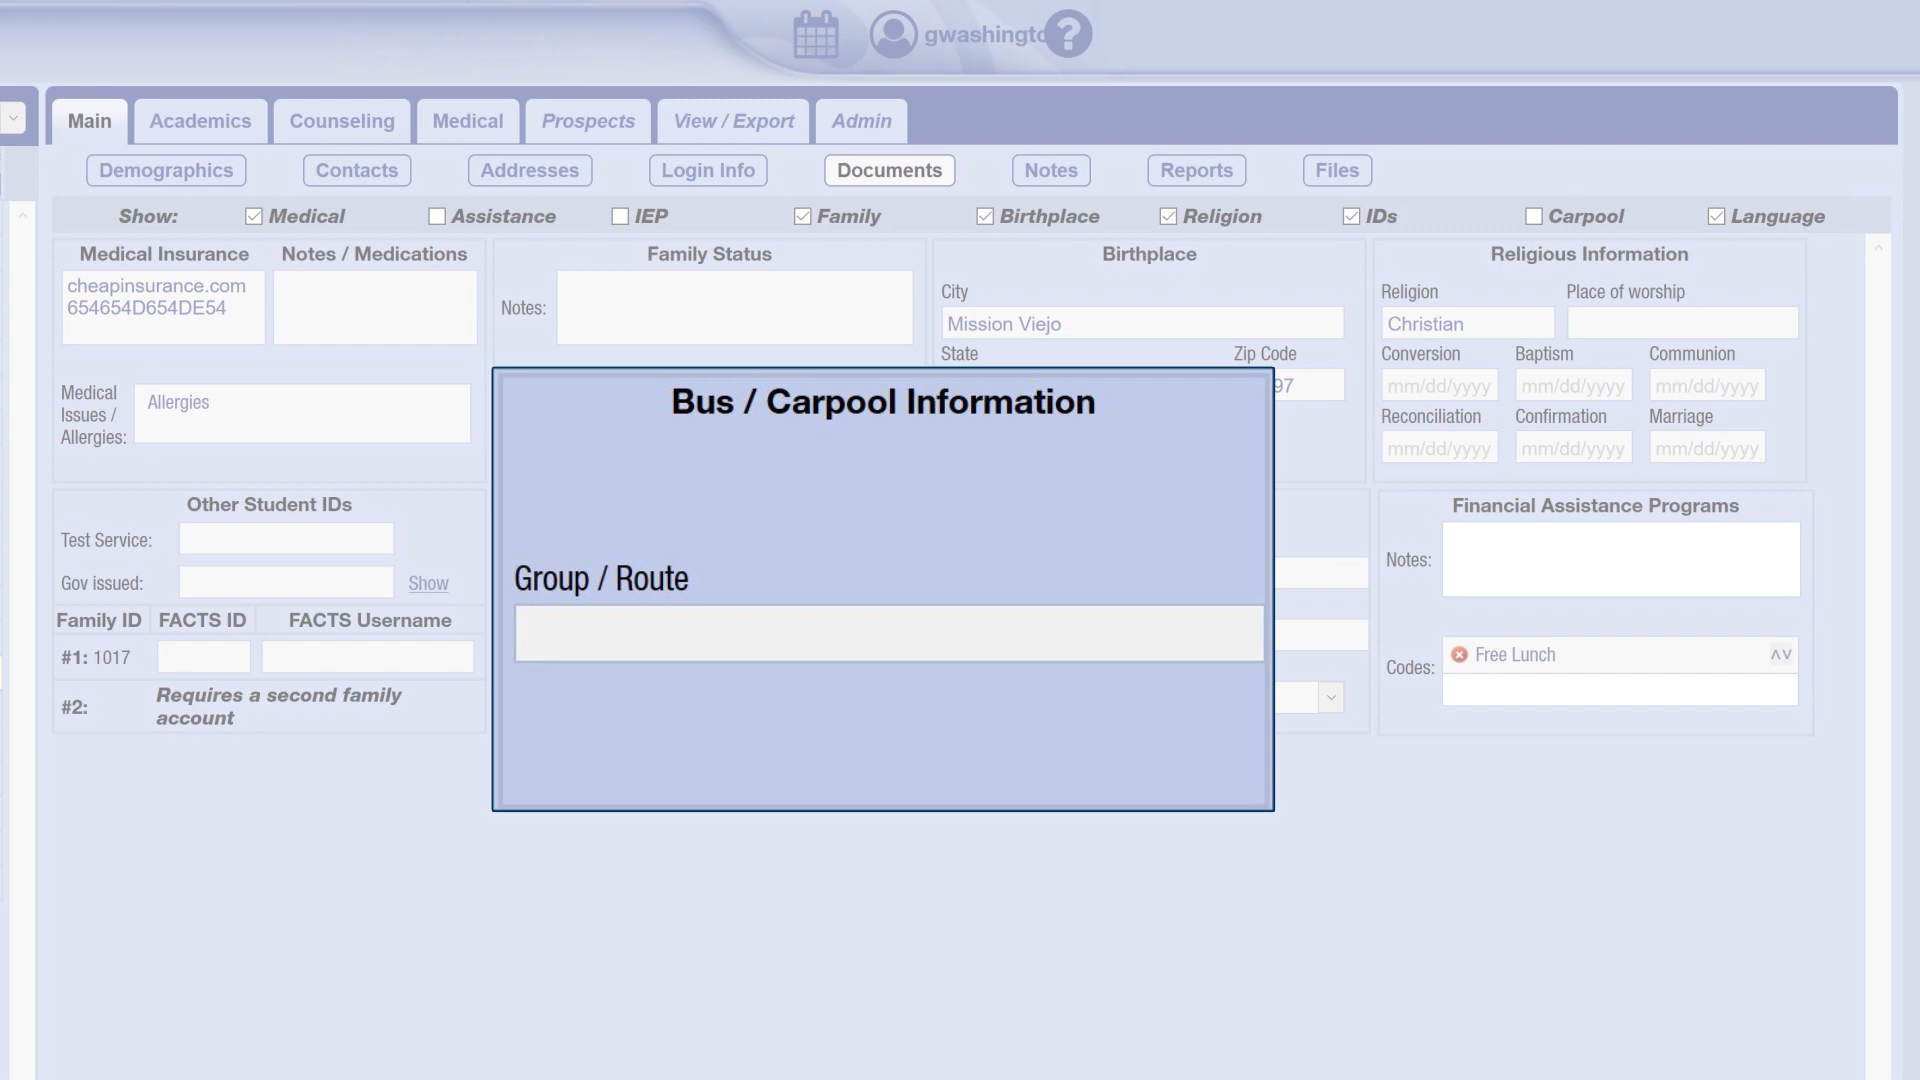 gwashingto
?
Main Academics Counseling Medical Prospects View / Export Admin
Demographics Contacts Addresses Login Info Documents Notes Reports Files
Show: Medical Assistance IEP Family Birthplace Religion IDs Carpool Language
Medical Insurance Notes / Medications
cheapinsurance.com
654654D654DE54
Medical
Issues /
Allergies:
Allergies
Family Status
Notes:
Birthplace
City
Mission Viejo
State Zip Code
97
Religious Information
Religion Place of worship
Christian
Conversion Baptism Communion
mm/dd/yyyy mm/dd/yyyy mm/dd/yyyy
Reconciliation Confirmation Marriage
mm/dd/yyyy mm/dd/yyyy mm/dd/yyyy
Bus / Carpool Information
Group / Route
Other Student IDs
Test Service:
Gov issued: Show
Family ID FACTS ID FACTS Username
#1: 1017
#2: Requires a second family
account
Financial Assistance Programs
Notes:
Codes: Free Lunch